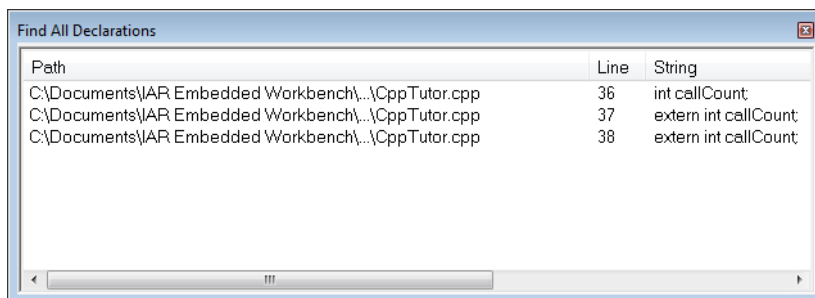 Find All Declarations
Path Line String
C:\Documents\IAR Embedded Workbench\...\CppTutor.cpp 36 int callCount;
C:\Documents\IAR Embedded Workbench\...\CppTutor.cpp 37 extern int callCount;
C:\Documents\IAR Embedded Workbench\...\CppTutor.cpp 38 extern int callCount;